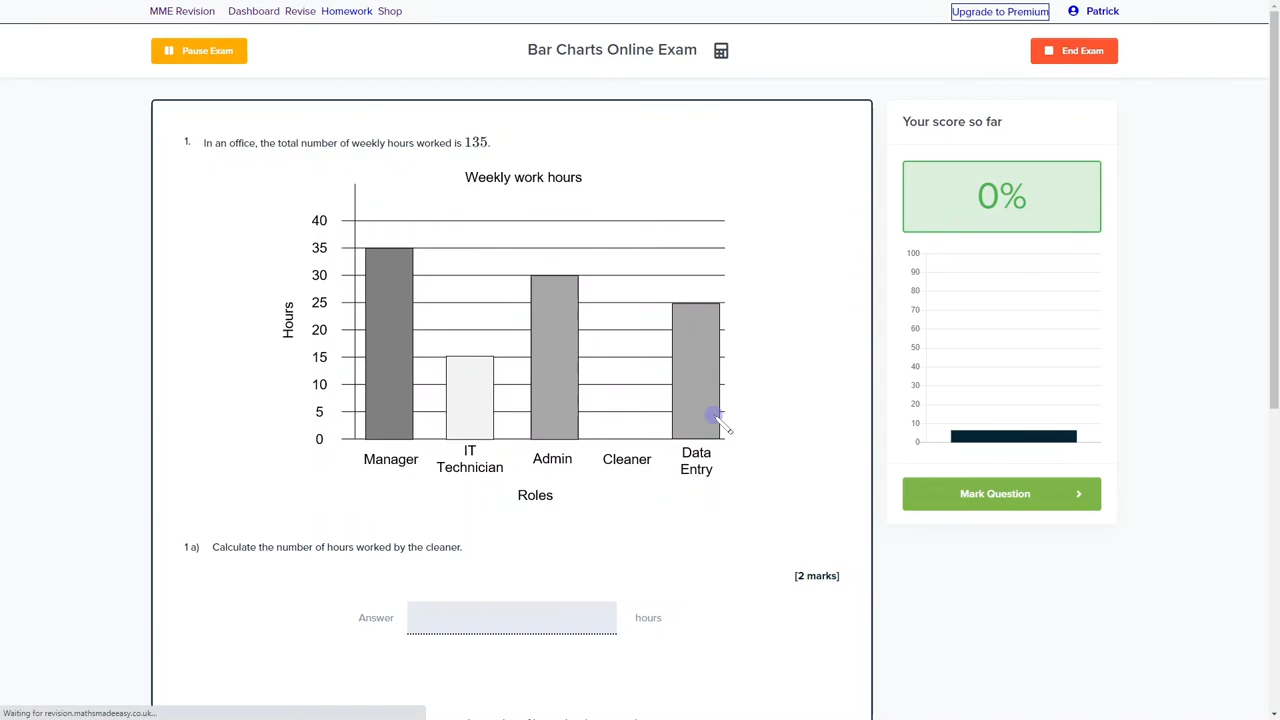 MME Revision Dashboard Revise Homework Shop Upgrade to Premium Patrick
Pause Exam Bar Charts Online Exam End Exam
1. In an office, the total number of weekly hours worked is 135.
Weekly work hours
40
35
30
25
20
15
10
5
0
Hours
Manager
IT Technician
Admin
Cleaner
Data Entry
Roles
1 a) Calculate the number of hours worked by the cleaner.
[2 marks]
Answer hours
Your score so far
0%
100
90
80
70
60
50
40
30
20
10
0
Mark Question
Waiting for revision.mathsmadeeasy.co.uk...